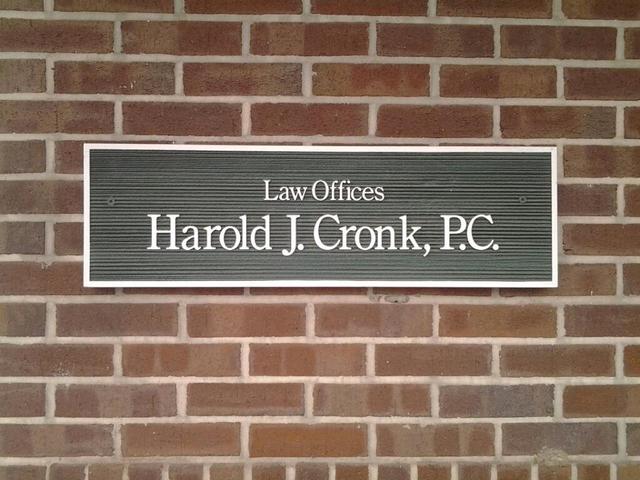 Law Offices
Harold J. Cronk, P.C.